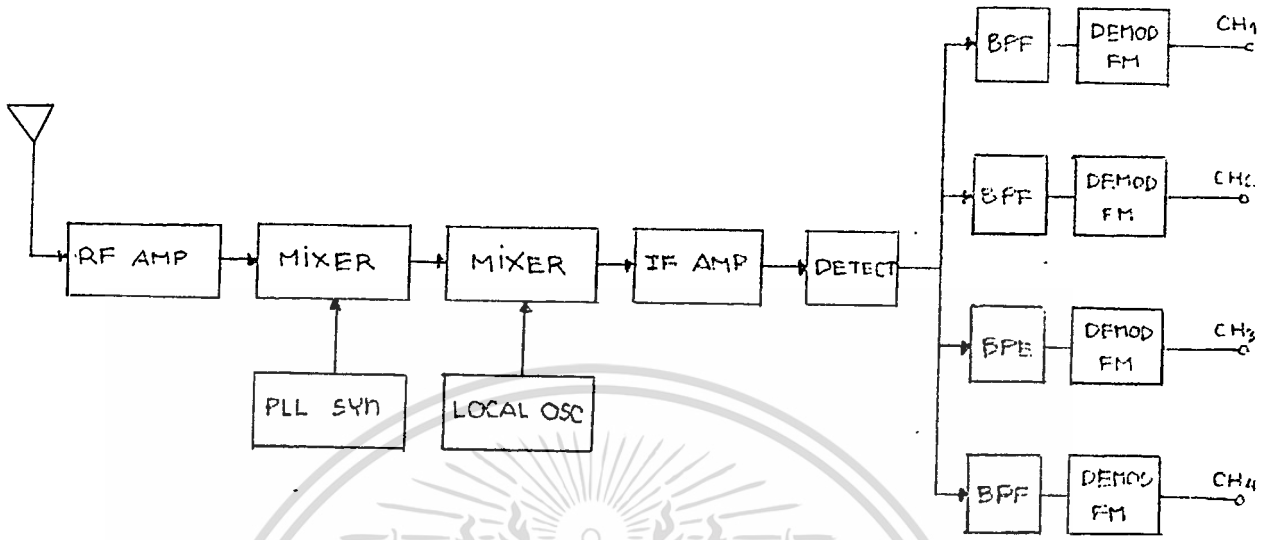 CH1
BPF
DEMOD
FM
CH2
BPF
DEMOD
FM
RF AMP
MIXER
MIXER
IF AMP
DETECT
BPF
DEMOD
FM
CH3
PLL SYN
LOCAL OSC
BPF
DEMOD
FM
CH4